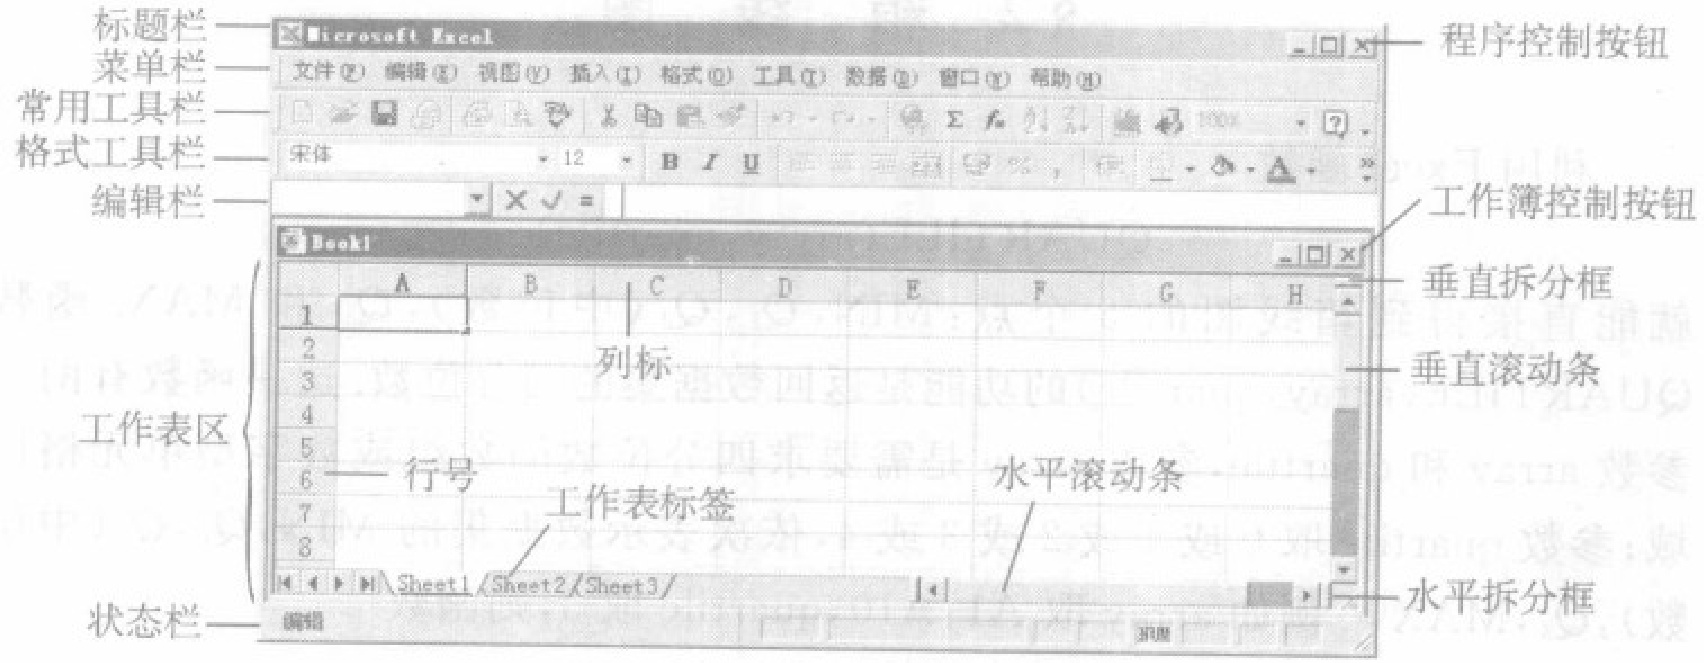 标题栏
Microsoft Excel
程序控制按钮
菜单栏
文件(F) 编辑(E) 视图(V) 插入(I) 格式(O) 工具(T) 数据(D) 窗口(W) 帮助(H)
常用工具栏
Σ fx 100%
格式工具栏
宋体 12 B I U % , A
编辑栏
=
工作簿控制按钮
Book1
A B C D E F G H
垂直拆分框
1
2
列标
3
垂直滚动条
4
工作表区
5
6
行号
水平滚动条
7
工作表标签
8
Sheet1 Sheet2 Sheet3
水平拆分框
状态栏
编辑